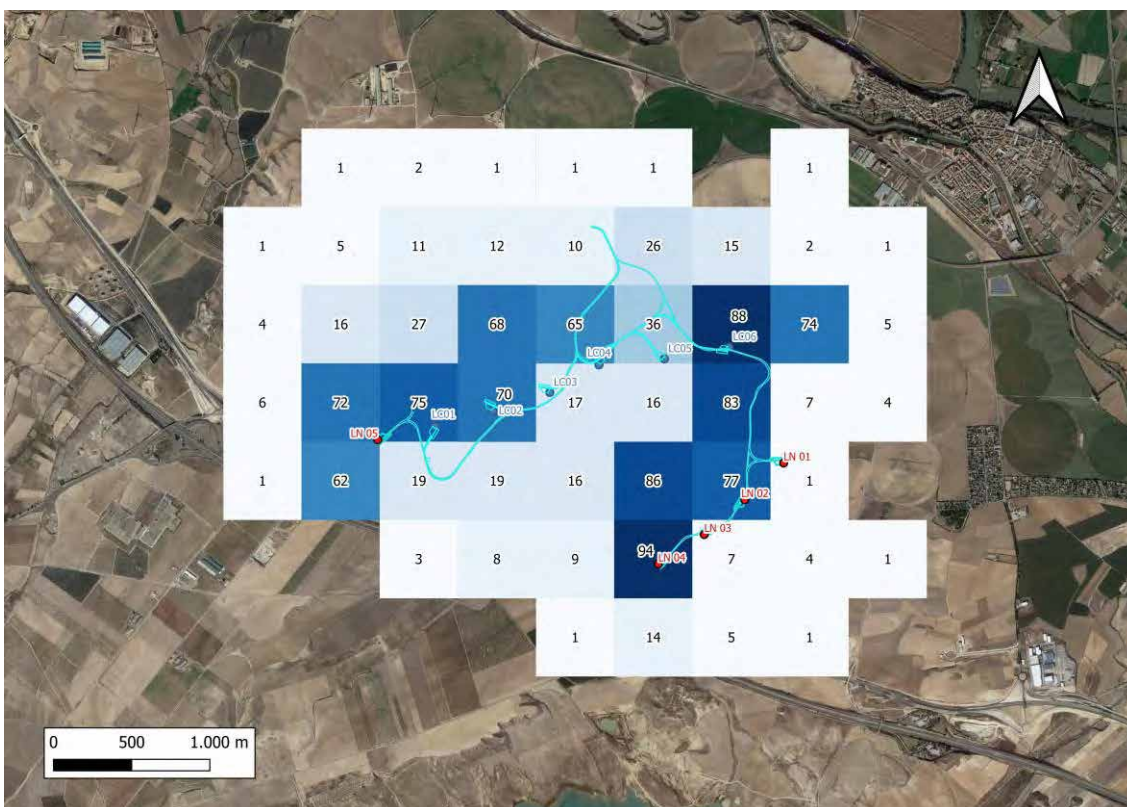 1 2 1 1 1 1
1 5 11 12 10 26 15 2 1
4 16 27 68 65 36 88 74 5
LC06
LC04 LC05
LC03
6 72 75 70 17 16 83 7 4
LC01 LC02
LN 05
LN 01
1 62 19 19 16 86 77 1
LN 02
LN 03
3 8 9 94 7 4 1
LN 04
1 14 5 1
0 500 1.000 m